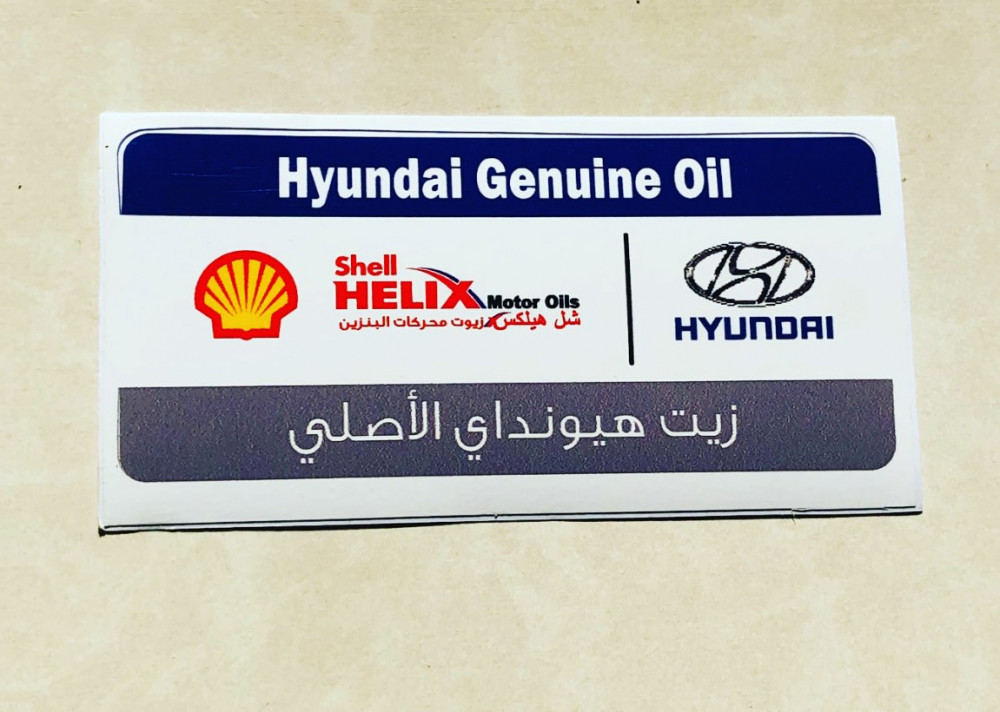 Hyundai Genuine Oil
Shell
HELIX Motor Oils
شل هيلكس زيوت محركات البنزين
HYUNDAI
زيت هيونداي الأصلي